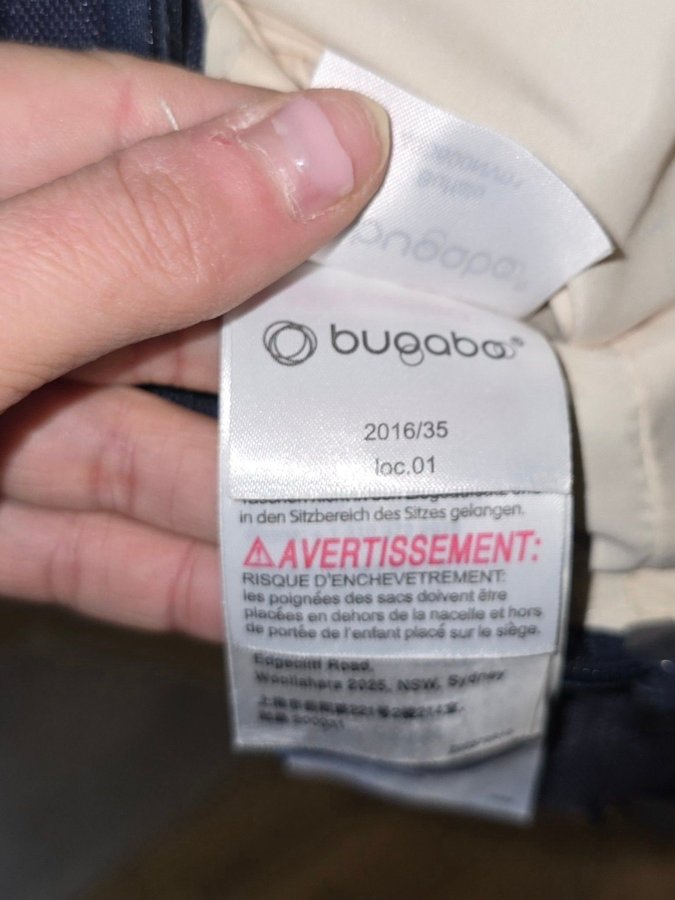 bugaboo®
2016/35
loc.01
in den Sitzbereich des Sitzes gelangen.
AVERTISSEMENT:
RISQUE D'ENCHEVETREMENT:
les poignées des sacs doivent être
placées en dehors de la nacelle et hors
de portée de l'enfant placé sur le siège.
Edgecliff Road,
Woollahara 2025, NSW, Sydney